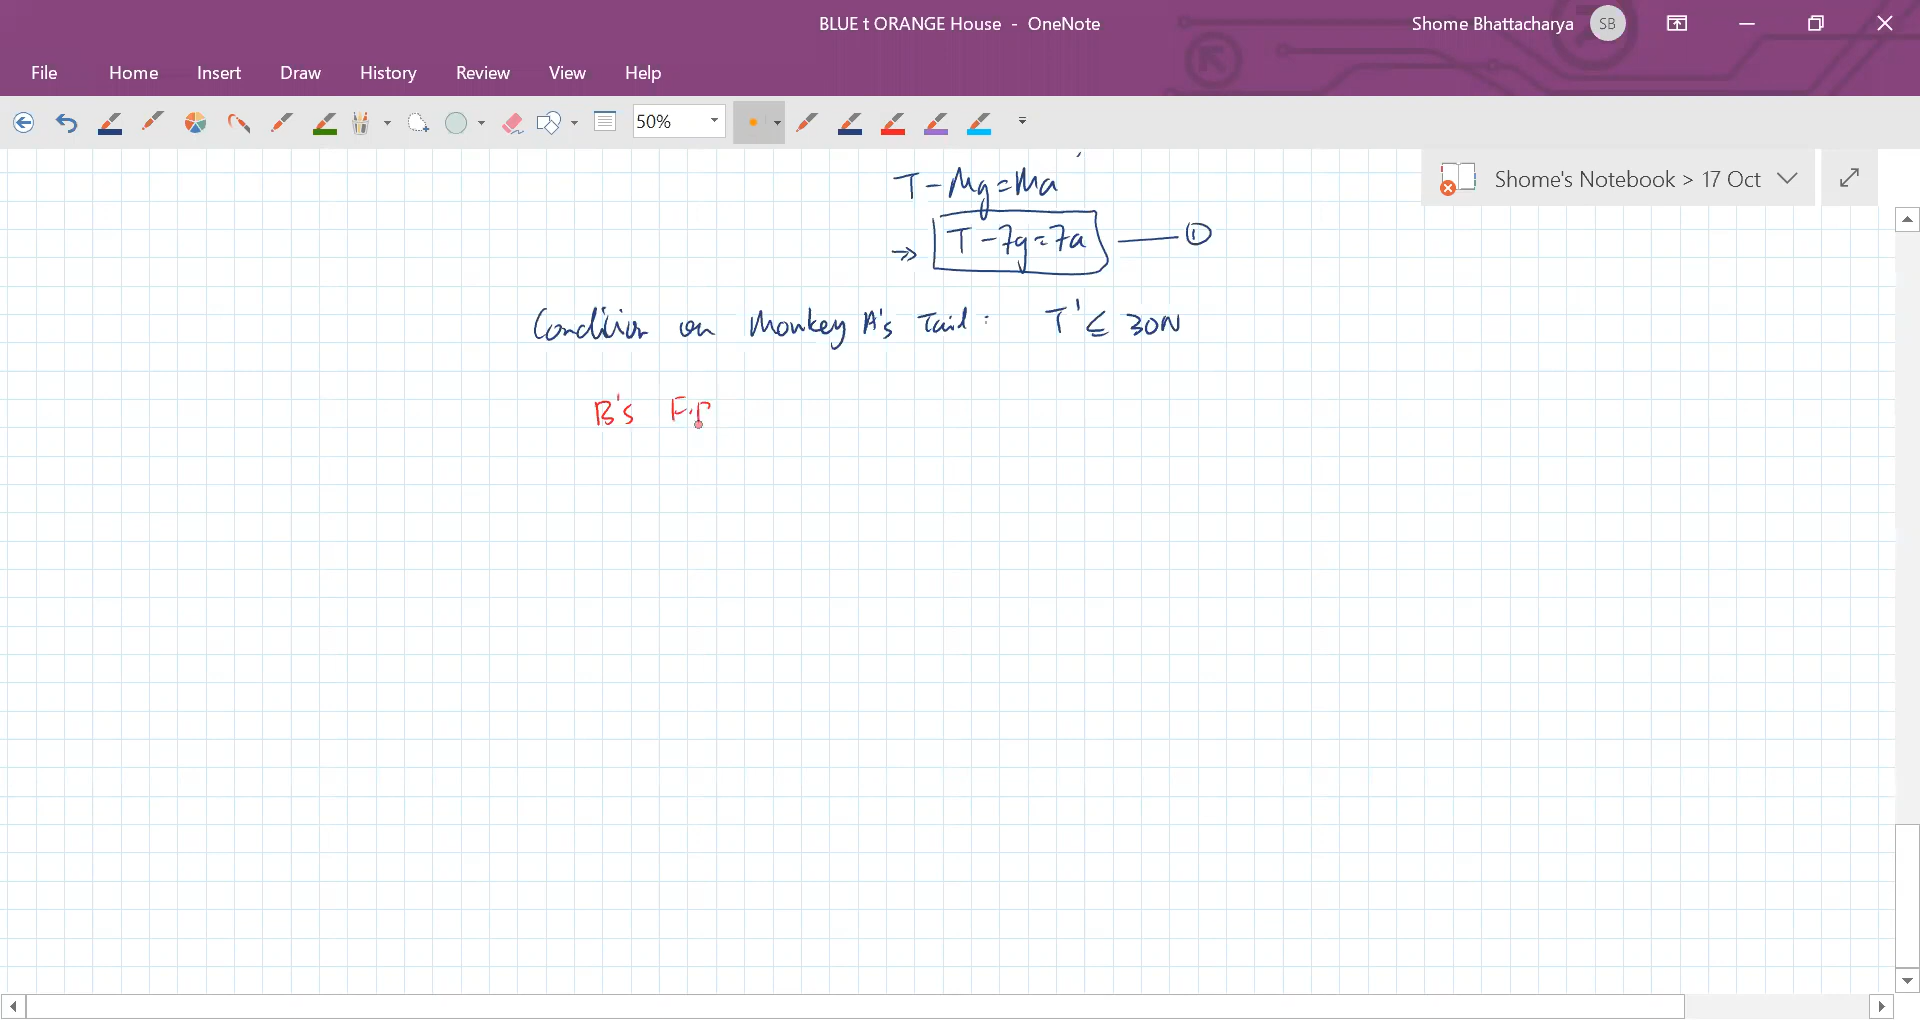 BLUE t ORANGE House - OneNote
Shome Bhattacharya SB
File Home Insert Draw History Review View Help
50%
Shome's Notebook > 17 Oct
T - Mg = Ma
⇒ T - 7g = 7a ①
Condition on Monkey A's Tail : T' ≤ 30N
B's F.